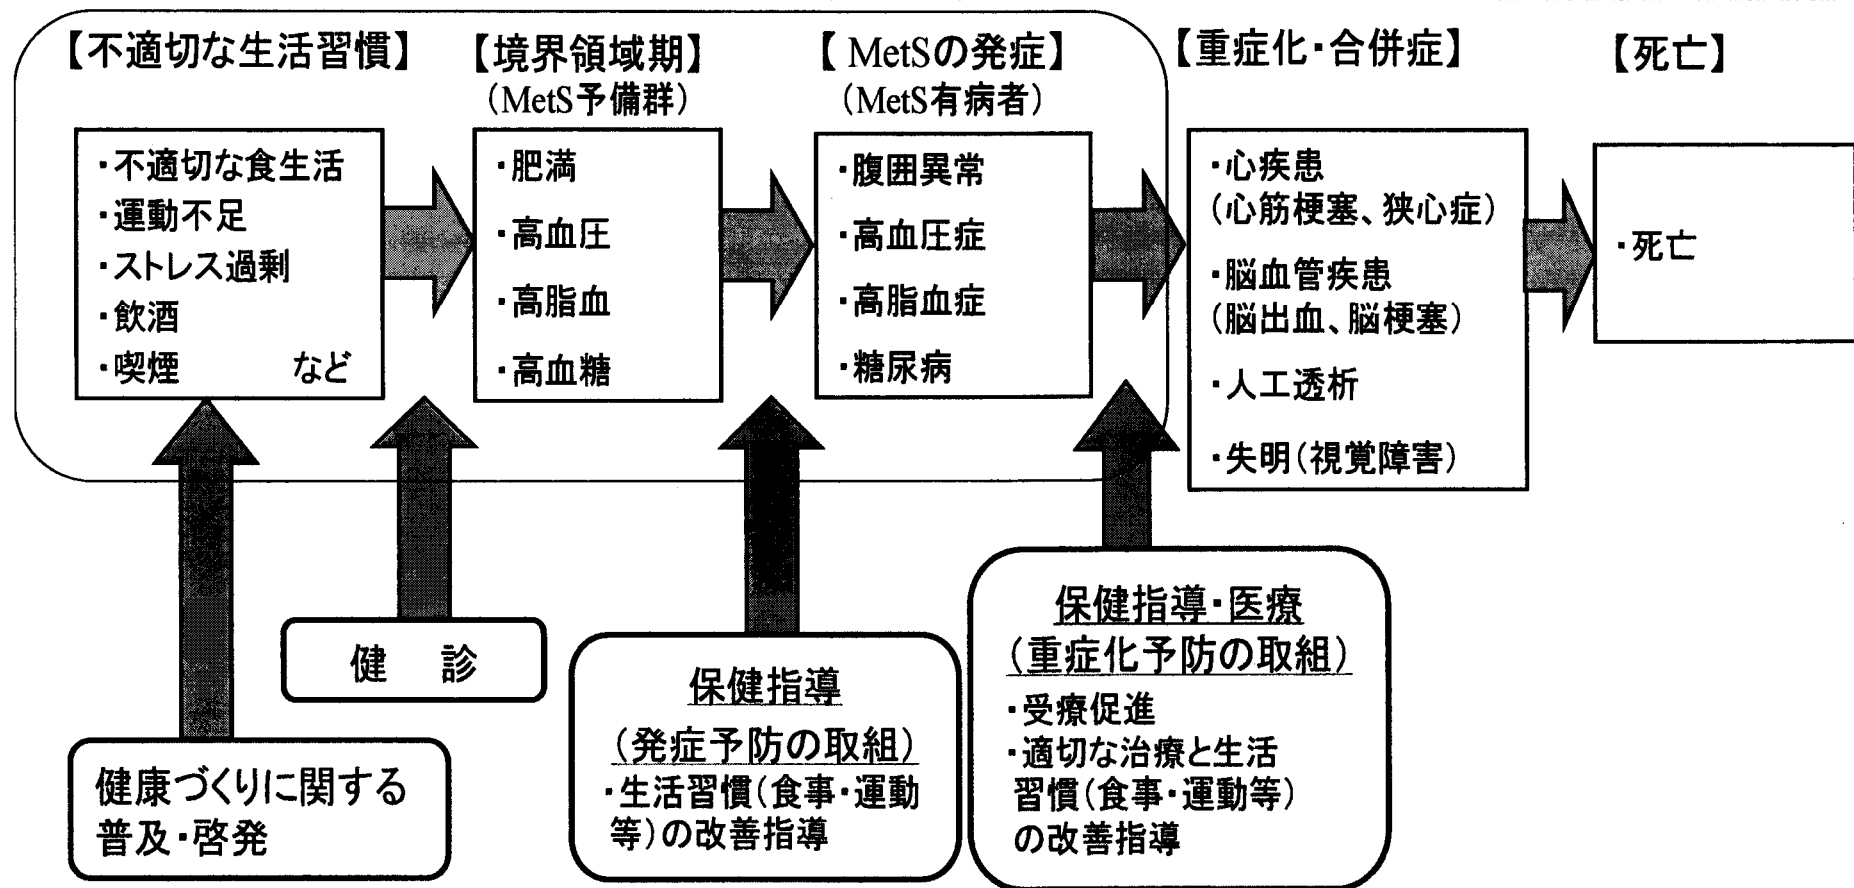 【不適切な生活習慣】
・不適切な食生活
・運動不足
・ストレス過剰
・飲酒
・喫煙 など
【境界領域期】
(MetS予備群)
・肥満
・高血圧
・高脂血
・高血糖
【MetSの発症】
(MetS有病者)
・腹囲異常
・高血圧症
・高脂血症
・糖尿病
【重症化・合併症】
・心疾患
(心筋梗塞、狭心症)
・脳血管疾患
(脳出血、脳梗塞)
・人工透析
・失明(視覚障害)
【死亡】
・死亡
健康づくりに関する
普及・啓発
健 診
保健指導
(発症予防の取組)
・生活習慣(食事・運動
等)の改善指導
保健指導・医療
(重症化予防の取組)
・受療促進
・適切な治療と生活
習慣(食事・運動等)
の改善指導